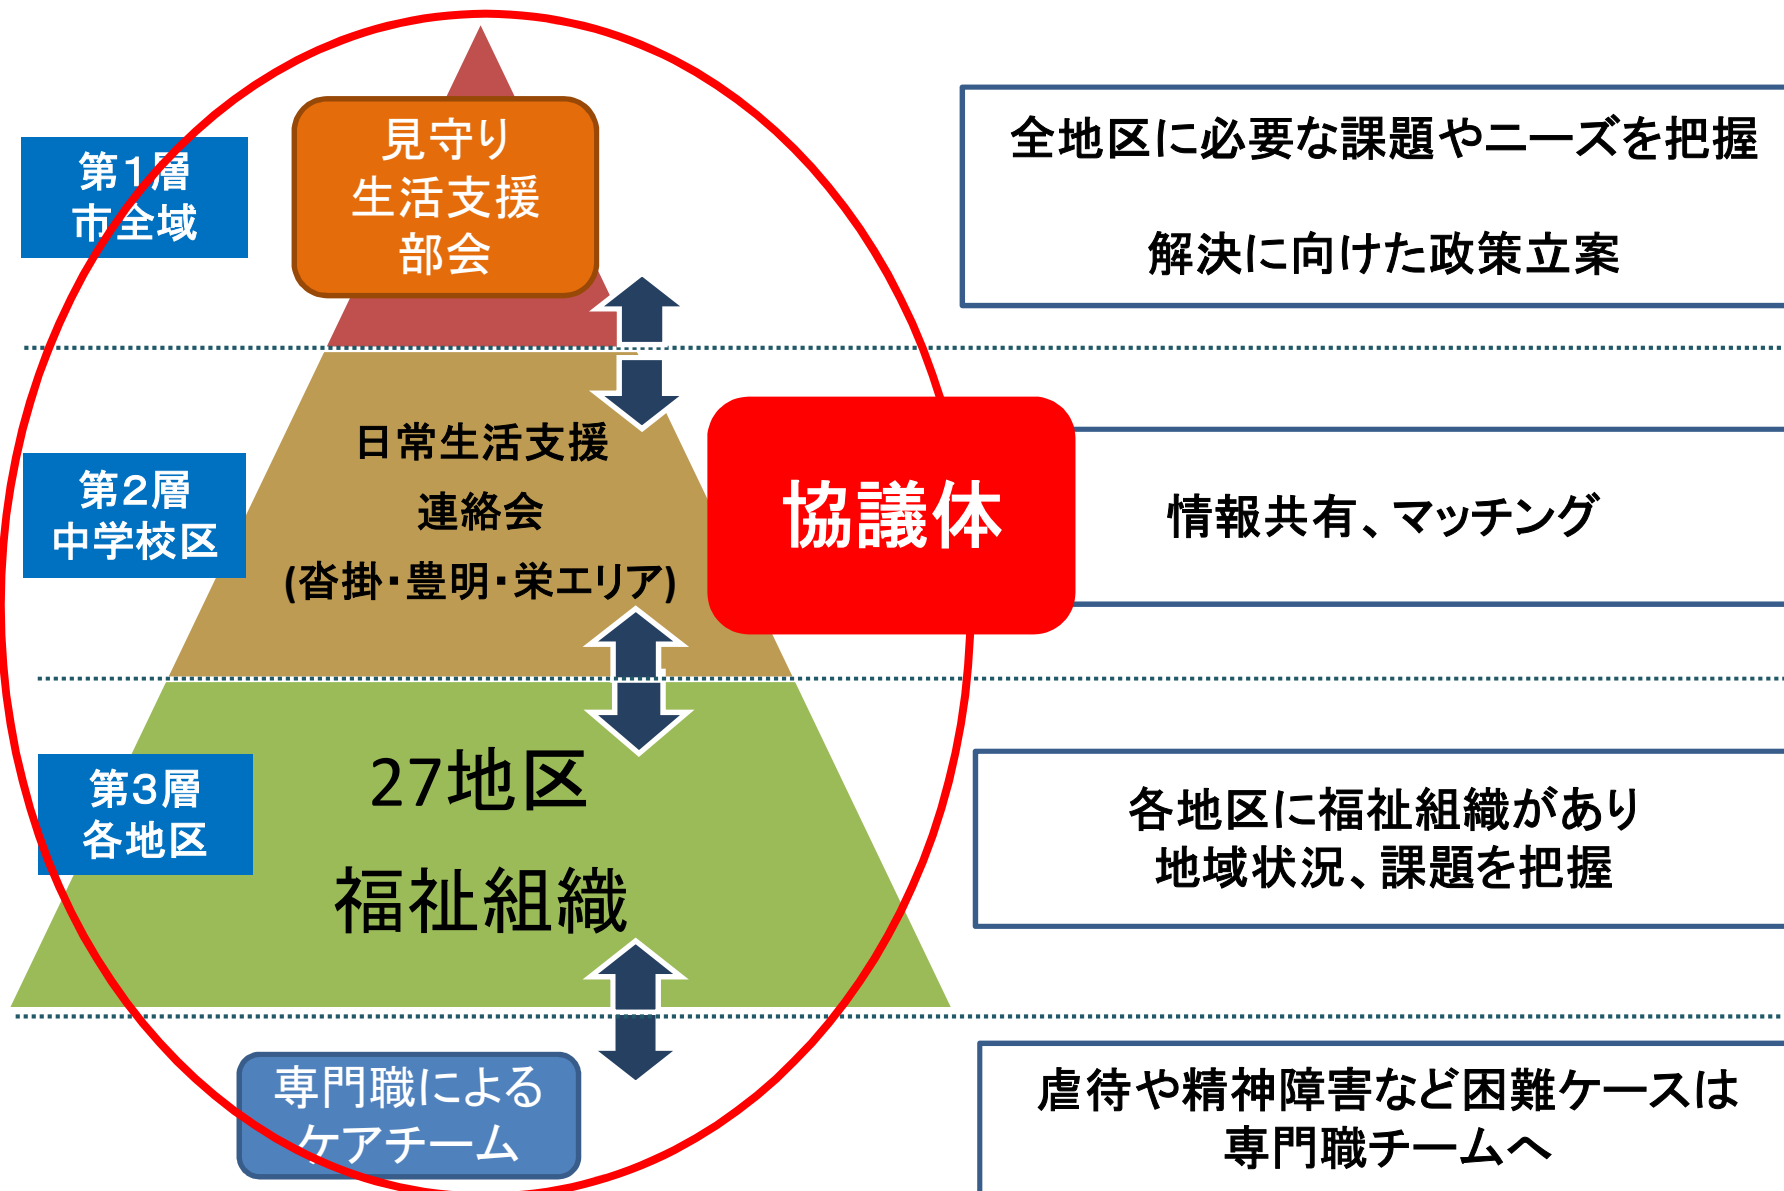 第1層
市全域
見守り
生活支援
部会
全地区に必要な課題やニーズを把握
解決に向けた政策立案
第2層
中学校区
日常生活支援
連絡会
(沓掛・豊明・栄エリア)
協議体
情報共有、マッチング
第3層
各地区
27地区
福祉組織
各地区に福祉組織があり
地域状況、課題を把握
専門職による
ケアチーム
虐待や精神障害など困難ケースは
専門職チームへ